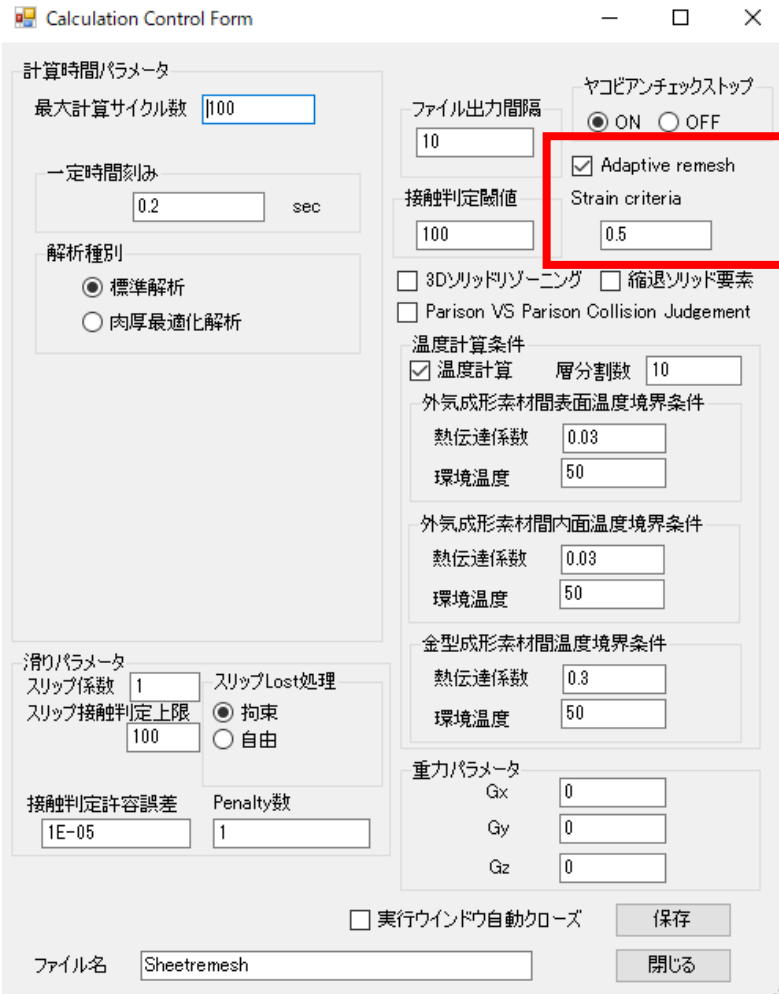 Calculation Control Form
計算時間パラメータ
最大計算サイクル数 100
一定時間刻み
0.2 sec
解析種別
標準解析
肉厚最適化解析
ファイル出力間隔
10
ヤコビアンチェックストップ
ON OFF
接触判定閾値
100
Adaptive remesh
Strain criteria
0.5
3Dソリッドリゾーニング 縮退ソリッド要素
Parison VS Parison Collision Judgement
温度計算条件
温度計算 層分割数 10
外気成形素材間表面温度境界条件
熱伝達係数 0.03
環境温度 50
外気成形素材間内面温度境界条件
熱伝達係数 0.03
環境温度 50
金型成形素材間温度境界条件
熱伝達係数 0.3
環境温度 50
滑りパラメータ
スリップ係数 1
スリップ接触判定上限
100
スリップLost処理
拘束
自由
接触判定許容誤差 Penalty数
1E-05 1
重力パラメータ
Gx 0
Gy 0
Gz 0
実行ウインドウ自動クローズ 保存
ファイル名 Sheetremesh 閉じる